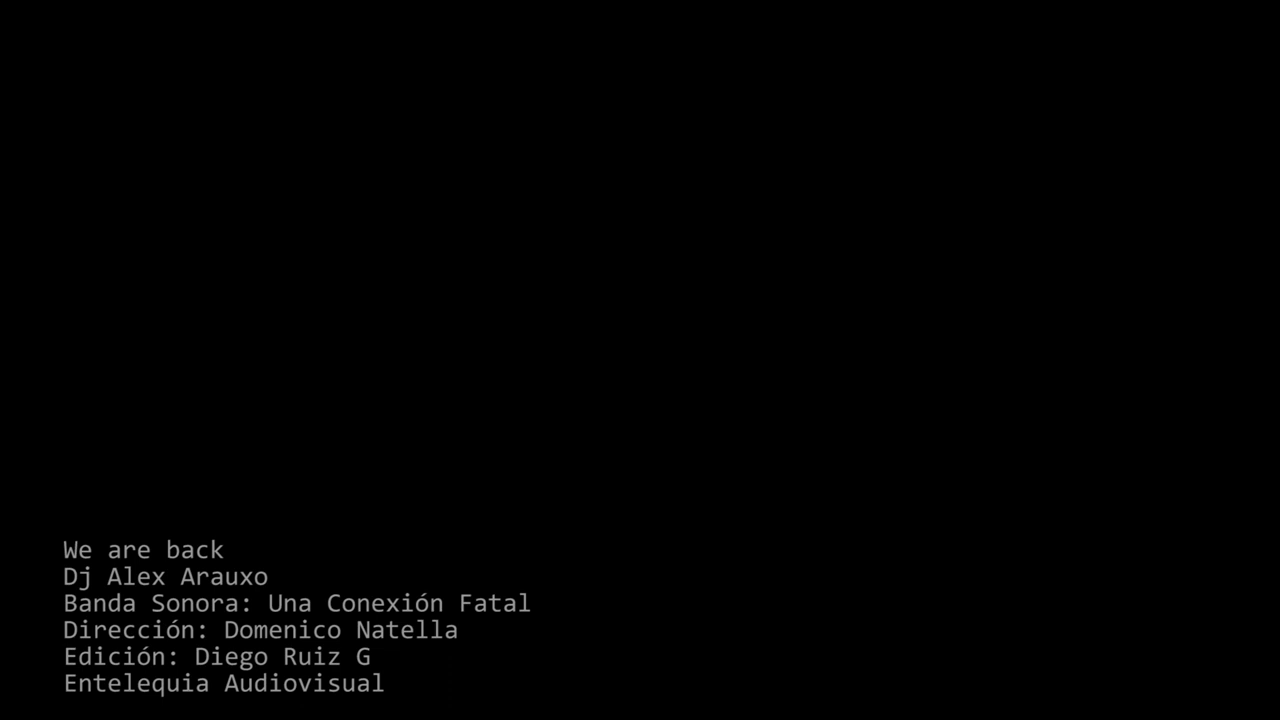 We are back
Dj Alex Arauxo
Banda Sonora: Una Conexión Fatal
Dirección: Domenico Natella
Edición: Diego Ruiz G
Entelequia Audiovisual